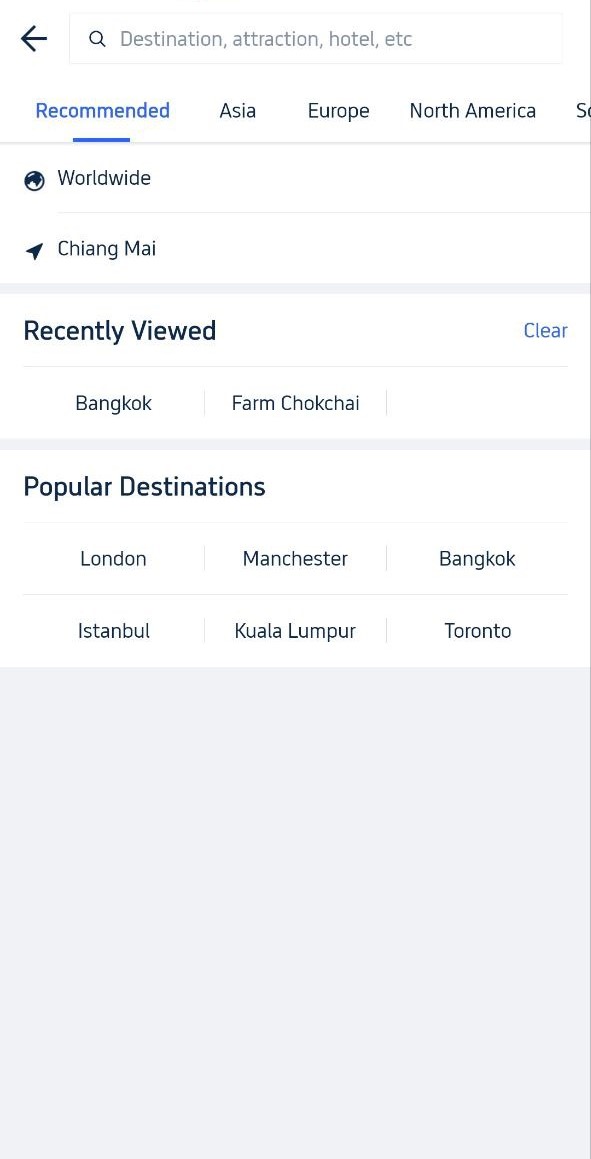 Destination, attraction, hotel, etc
Recommended Asia Europe North America
Worldwide
Chiang Mai
Recently Viewed Clear
Bangkok Farm Chokchai
Popular Destinations
London Manchester Bangkok
Istanbul Kuala Lumpur Toronto